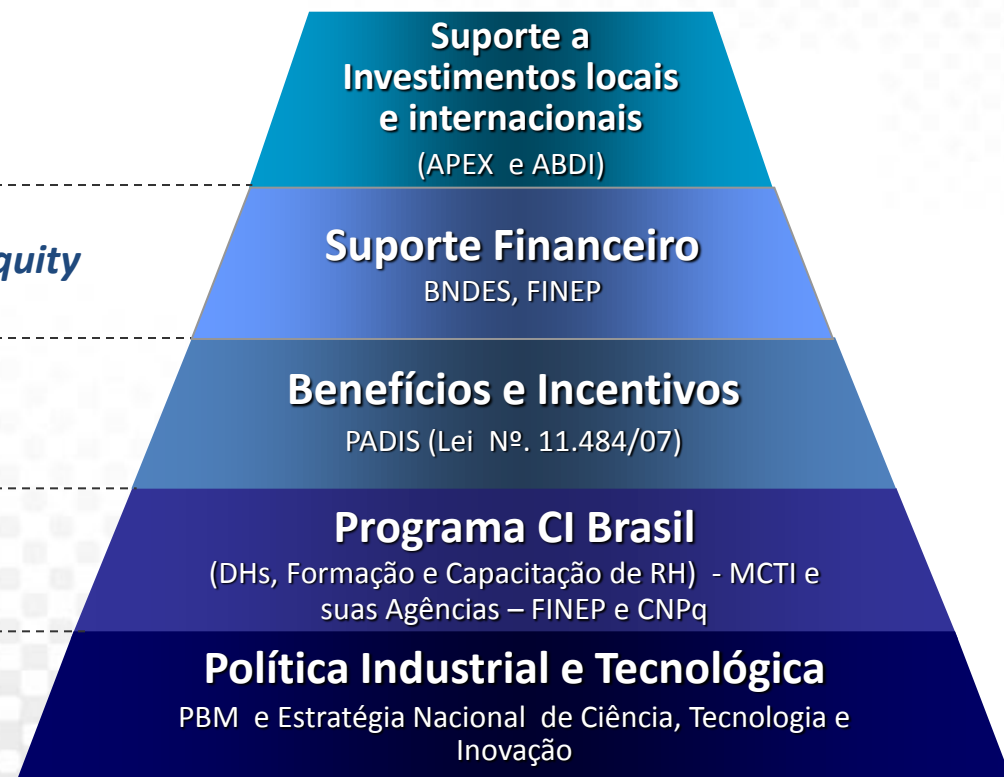 Suporte a
Investimentos locais
e internacionais
(APEX e ABDI)
quity
Suporte Financeiro
BNDES, FINEP
Benefícios e Incentivos
PADIS (Lei Nº. 11.484/07)
Programa CI Brasil
(DHs, Formação e Capacitação de RH) - MCTI e
suas Agências – FINEP e CNPq
Política Industrial e Tecnológica
PBM e Estratégia Nacional de Ciência, Tecnologia e
Inovação